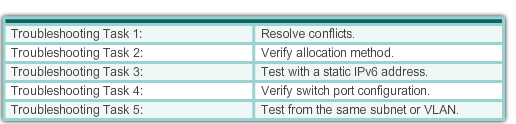 Troubleshooting Task 1: Resolve conflicts.
Troubleshooting Task 2: Verify allocation method.
Troubleshooting Task 3: Test with a static IPv6 address.
Troubleshooting Task 4: Verify switch port configuration.
Troubleshooting Task 5: Test from the same subnet or VLAN.